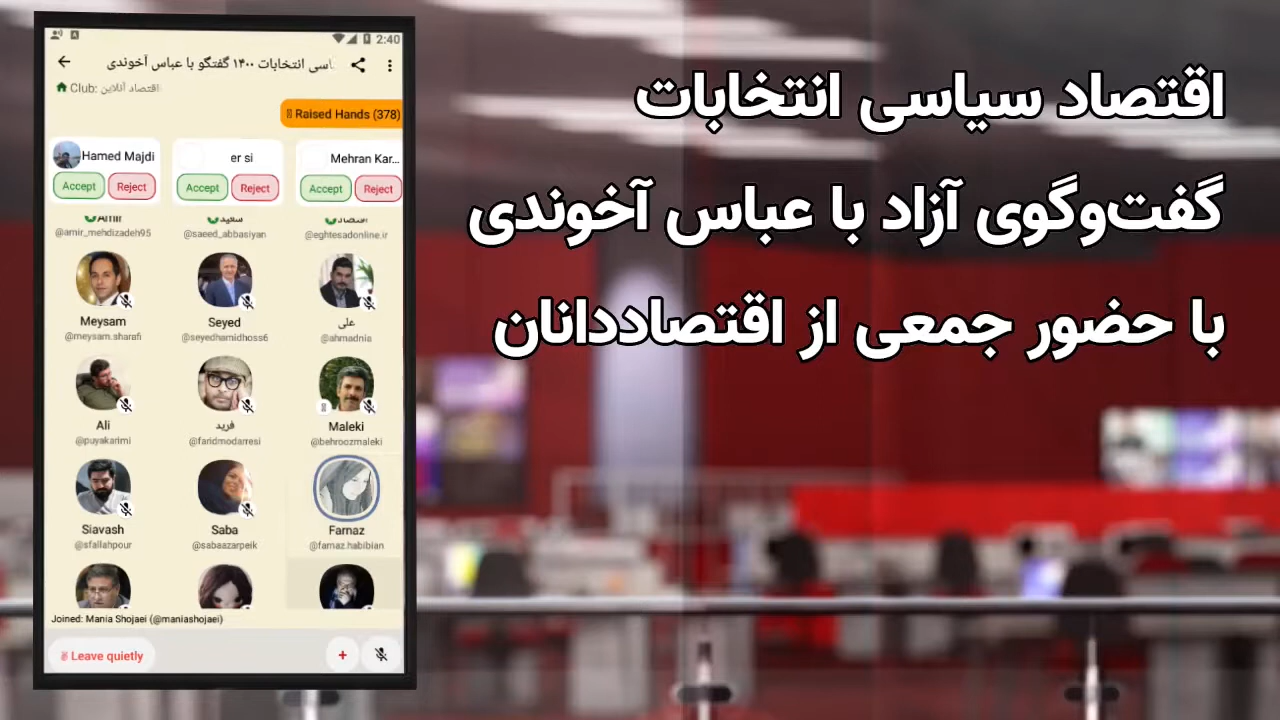 اقتصاد سیاسی انتخابات
گفت‌وگوی آزاد با عباس آخوندی
با حضور جمعی از اقتصاددانان
2:40
سی انتخابات ۱۴۰۰ گفتگو با عباس آخوندی
Club: اقتصاد آنلاین
Raised Hands (378)
Hamed Majdi
er si
Mehran Kar...
Accept Reject Accept Reject Accept Reject
Amir
@amir_mehdizadeh95 @saeed_abbasiyan @eghtesadonline.ir
Meysam Seyed علی
@meysam.sharafi @seyedhamidhoss6 @ahmadnia
Ali فرید Maleki
@puyakarimi @faridmodarresi @behroozmaleki
Siavash Saba Farnaz
@sfallahpour @sabaazarpeik @farnaz.habibian
Joined: Mania Shojaei (@maniashojaei)
Leave quietly +